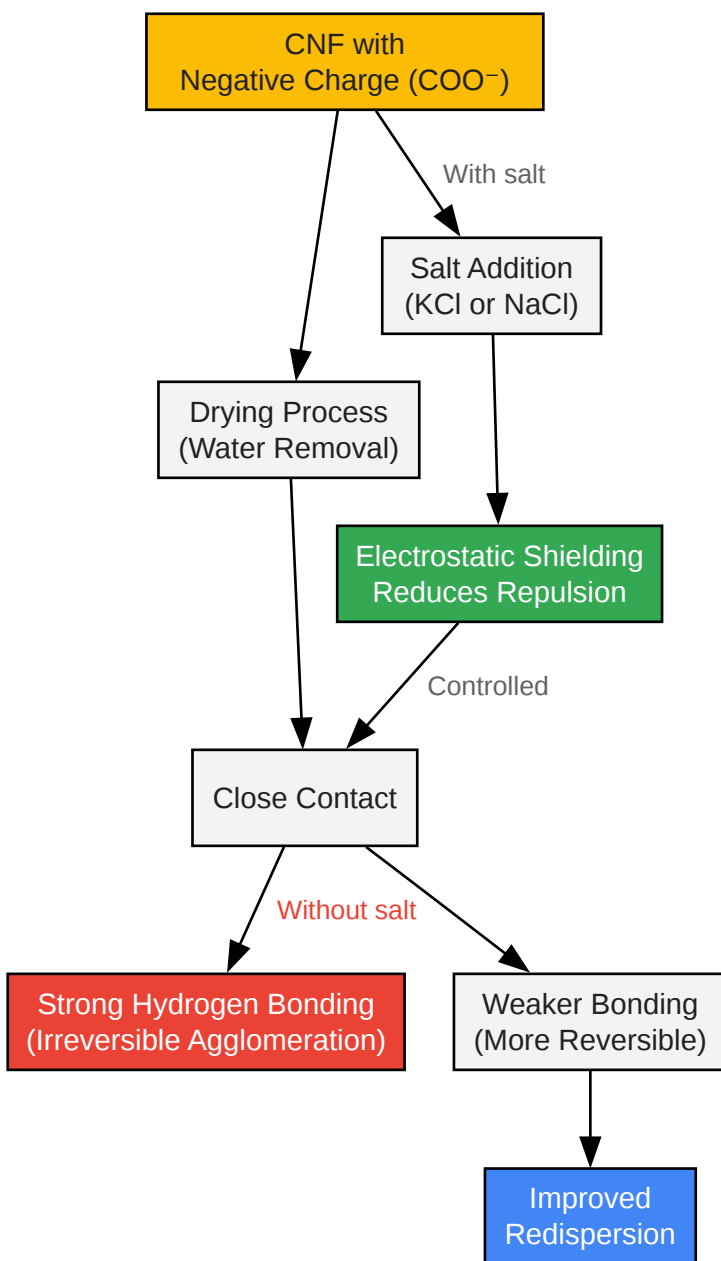 CNF with
Negative Charge (COO⁻)
With salt
Salt Addition
(KCl or NaCl)
Drying Process
(Water Removal)
Electrostatic Shielding
Reduces Repulsion
Controlled
Close Contact
Without salt
Strong Hydrogen Bonding
(Irreversible Agglomeration)
Weaker Bonding
(More Reversible)
Improved
Redispersion